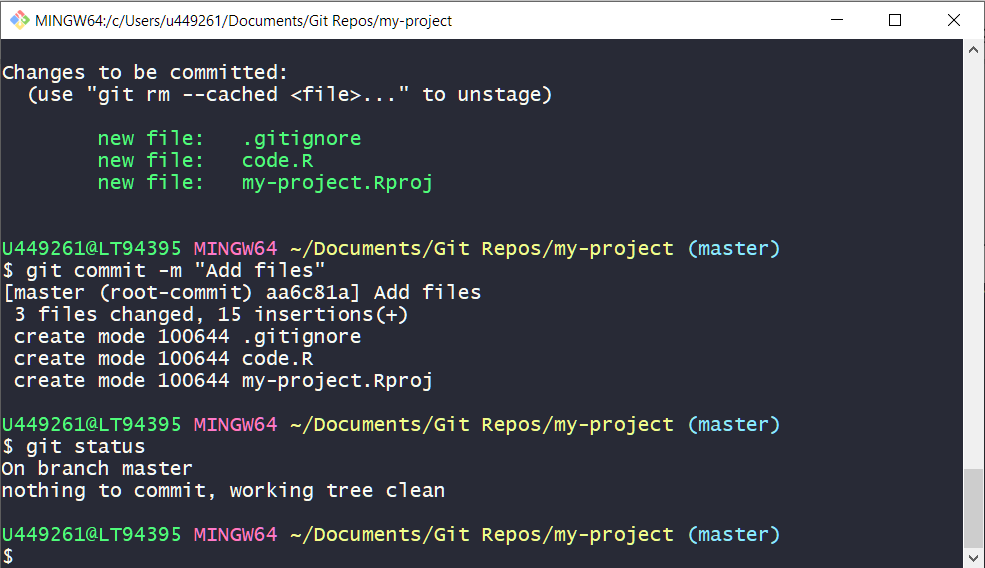 MINGW64:/c/Users/u449261/Documents/Git Repos/my-project
Changes to be committed:
  (use "git rm --cached <file>..." to unstage)
        new file:   .gitignore
        new file:   code.R
        new file:   my-project.Rproj
U449261@LT94395 MINGW64 ~/Documents/Git Repos/my-project (master)
$ git commit -m "Add files"
[master (root-commit) aa6c81a] Add files
 3 files changed, 15 insertions(+)
 create mode 100644 .gitignore
 create mode 100644 code.R
 create mode 100644 my-project.Rproj
U449261@LT94395 MINGW64 ~/Documents/Git Repos/my-project (master)
$ git status
On branch master
nothing to commit, working tree clean
U449261@LT94395 MINGW64 ~/Documents/Git Repos/my-project (master)
$